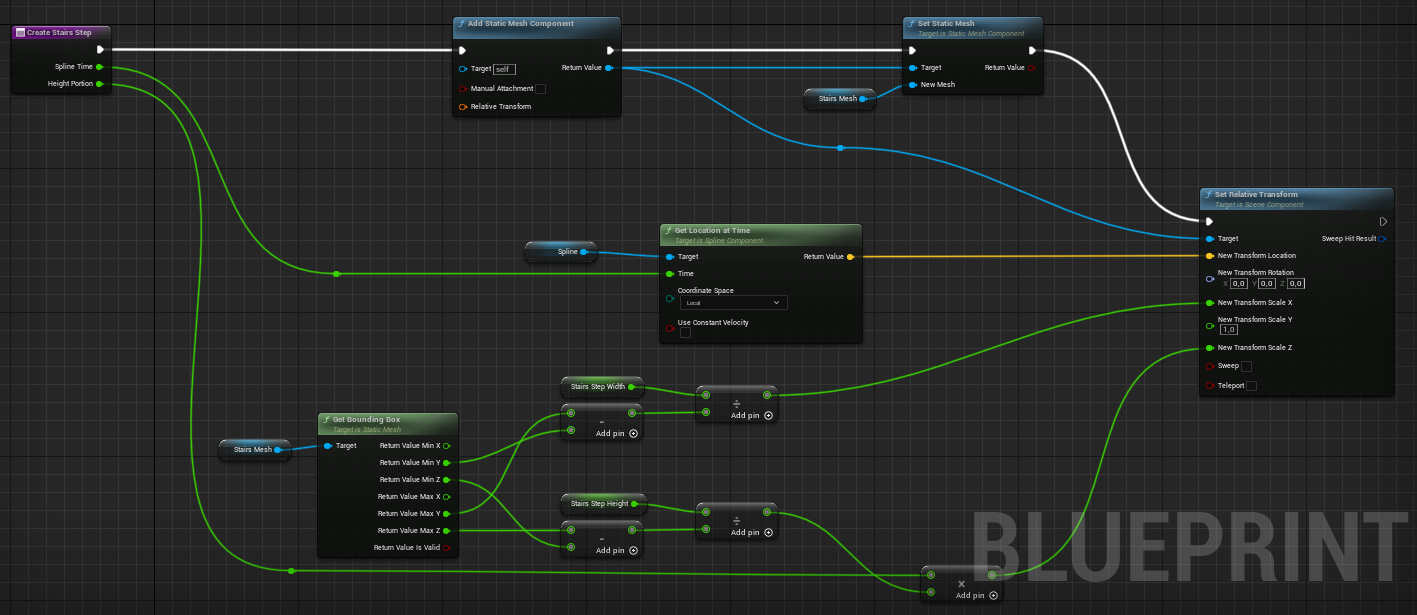 Create Stairs Step
Spline Time
Height Portion
Add Static Mesh Component
Target self
Return Value
Manual Attachment
Relative Transform
Set Static Mesh
Target is Static Mesh Component
Target
Return Value
New Mesh
Stairs Mesh
Set Relative Transform
Target is Scene Component
Target
Sweep Hit Result
New Transform Location
New Transform Rotation
X 0,0 Y 0,0 Z 0,0
New Transform Scale X
New Transform Scale Y
1,0
New Transform Scale Z
Sweep
Teleport
Spline
Get Location at Time
Target is Spline Component
Target
Return Value
Time
Coordinate Space
Local
Use Constant Velocity
Stairs Step Width
-
Add pin
÷
Add pin
Stairs Mesh
Get Bounding Box
Target is Static Mesh
Target
Return Value Min X
Return Value Min Y
Return Value Min Z
Return Value Max X
Return Value Max Y
Return Value Max Z
Return Value Is Valid
Stairs Step Height
-
Add pin
÷
Add pin
×
Add pin
BLUEPRINT